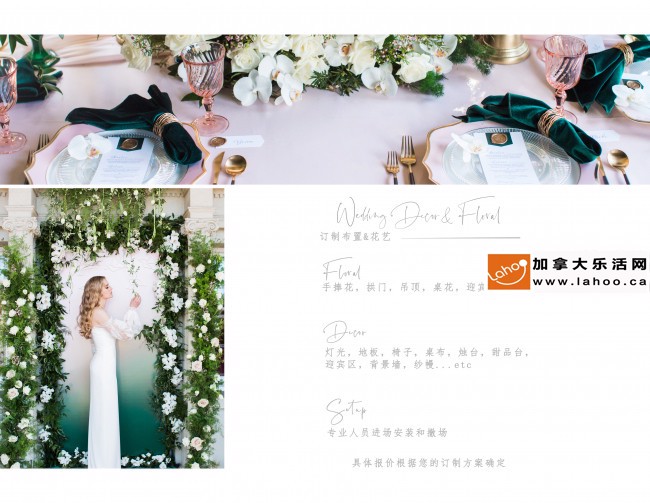 Wedding Decor & Floral
订制布置&花艺
Floral
手捧花，拱门，吊顶，桌花，迎宾
Lahoo
加拿大乐活网
www.lahoo.ca
Decor
灯光，地板，椅子，桌布，烛台，甜品台，
迎宾区，背景墙，纱幔...etc
Setup
专业人员进场安装和撤场
具体报价根据您的订制方案确定